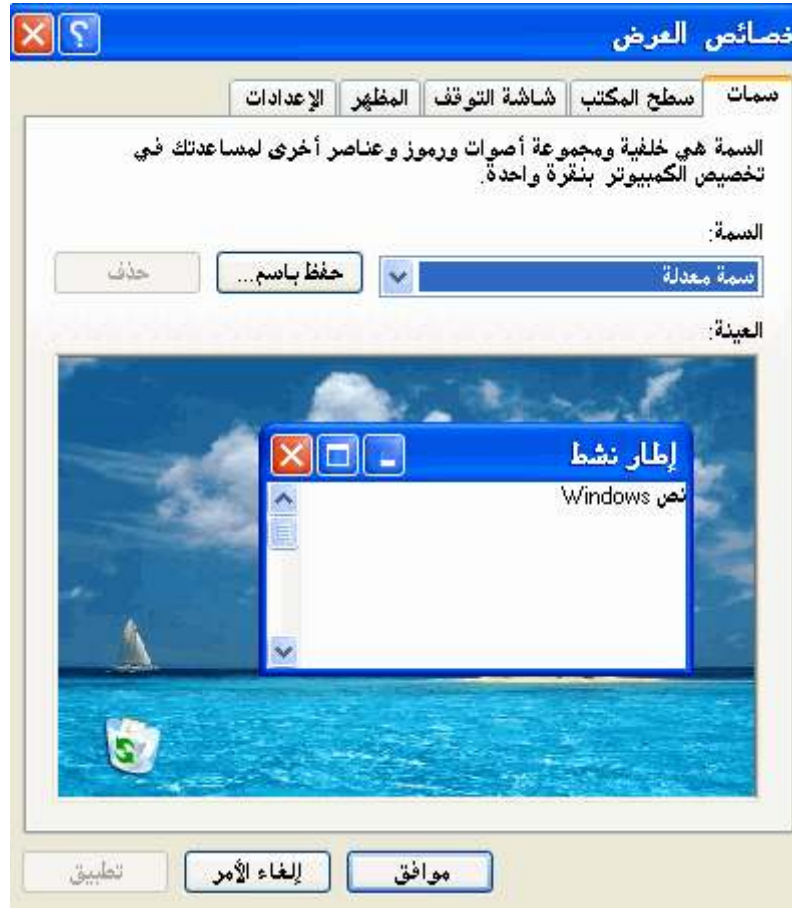 خصائص العرض
سمات سطح المكتب شاشة التوقف المظهر الإعدادات
السمة هي خلفية ومجموعة أصوات ورموز وعناصر أخرى لمساعدتك في
تخصيص الكمبيوتر بنقرة واحدة.
السمة:
سمة معدلة حفظ باسم... حذف
العينة:
إطار نشط
نص Windows
موافق إلغاء الأمر تطبيق